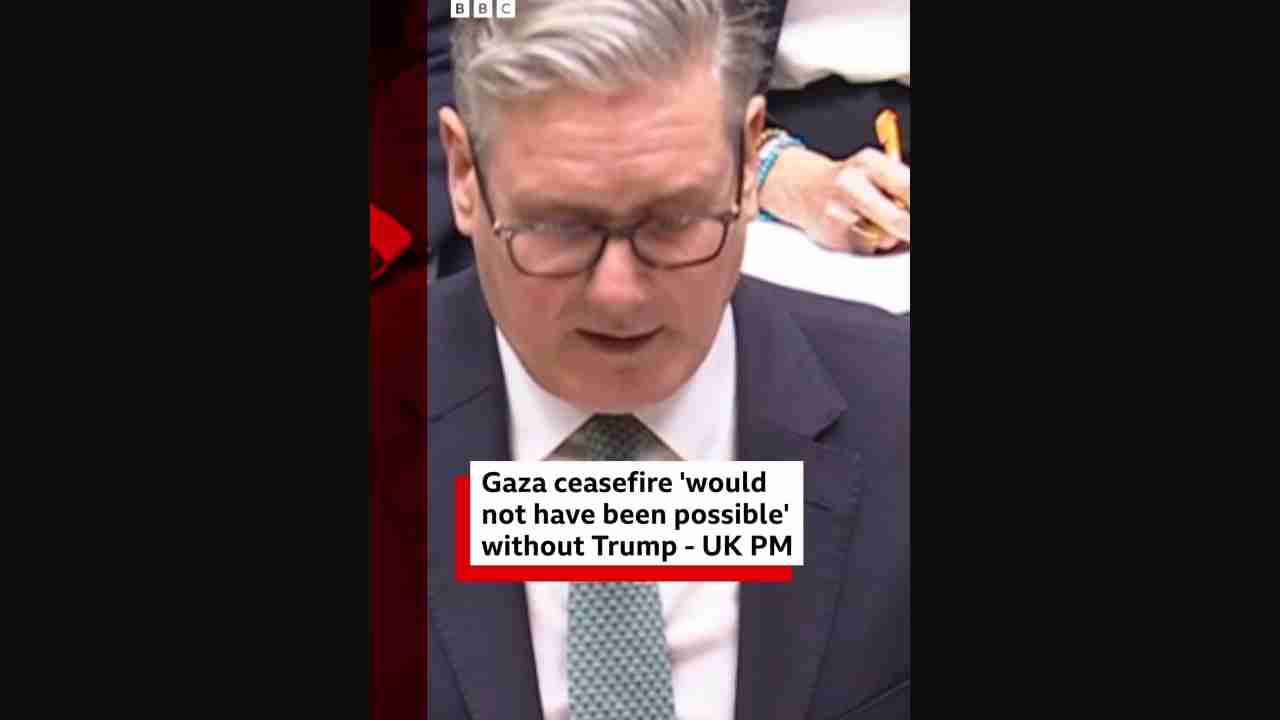 BBC
Gaza ceasefire 'would
not have been possible'
without Trump - UK PM